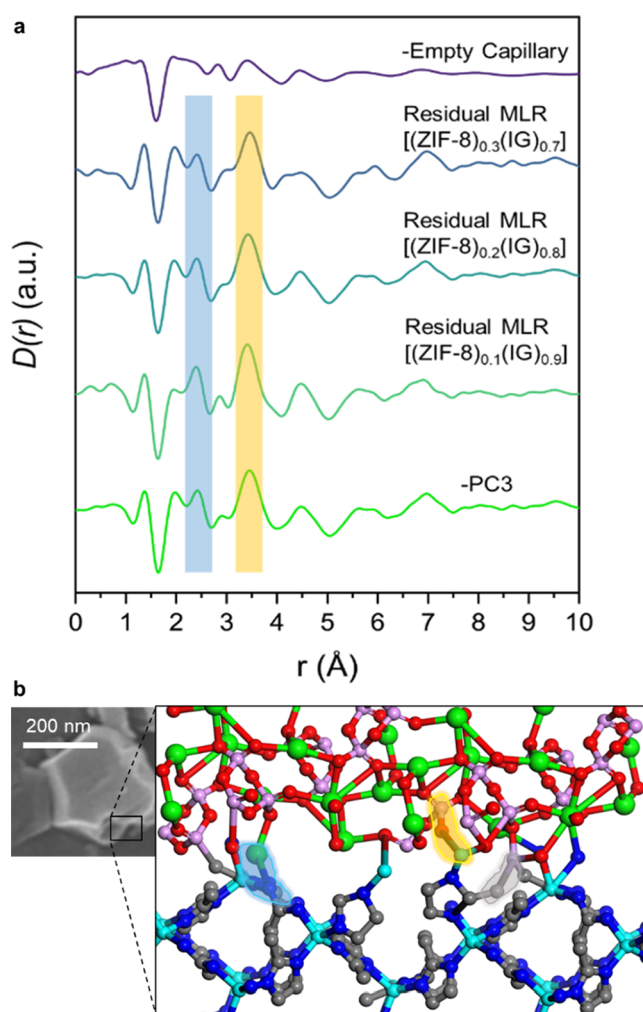 a
-Empty Capillary
Residual MLR
[(ZIF-8)0.3(IG)0.7]
Residual MLR
[(ZIF-8)0.2(IG)0.8]
Residual MLR
[(ZIF-8)0.1(IG)0.9]
-PC3
D(r) (a.u.)
0 1 2 3 4 5 6 7 8 9 10
r (Å)
b
200 nm